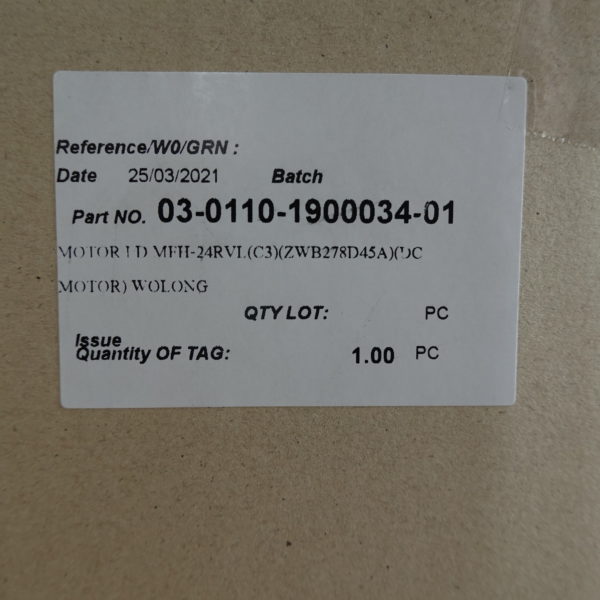 Reference/WO/GRN :
Date 25/03/2021 Batch
Part NO. 03-0110-1900034-01
MOTOR I D MFH-24RVL(C3)(ZWB278D45A)(DC
MOTOR) WOLONG
QTY LOT: PC
Issue
Quantity OF TAG: 1.00 PC